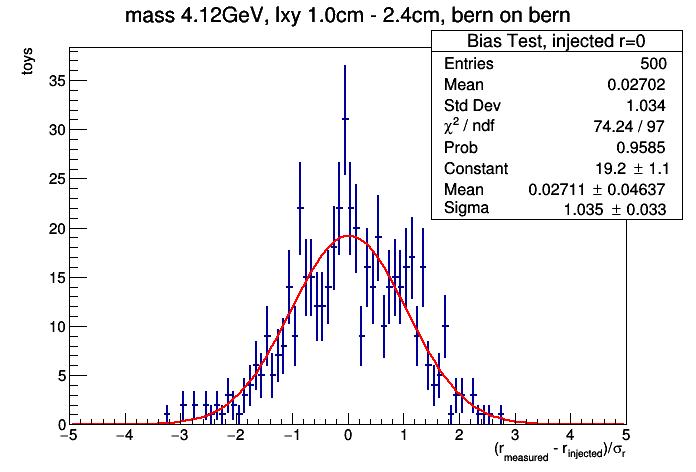 mass 4.12GeV, lxy 1.0cm - 2.4cm, bern on bern
Bias Test, injected r=0
Entries 500
Mean 0.02702
Std Dev 1.034
χ² / ndf 74.24 / 97
Prob 0.9585
Constant 19.2 ± 1.1
Mean 0.02711 ± 0.04637
Sigma 1.035 ± 0.033
toys
35
30
25
20
15
10
5
0
−5 −4 −3 −2 −1 0 1 2 3 4 5
(r_measured - r_injected)/σ_r